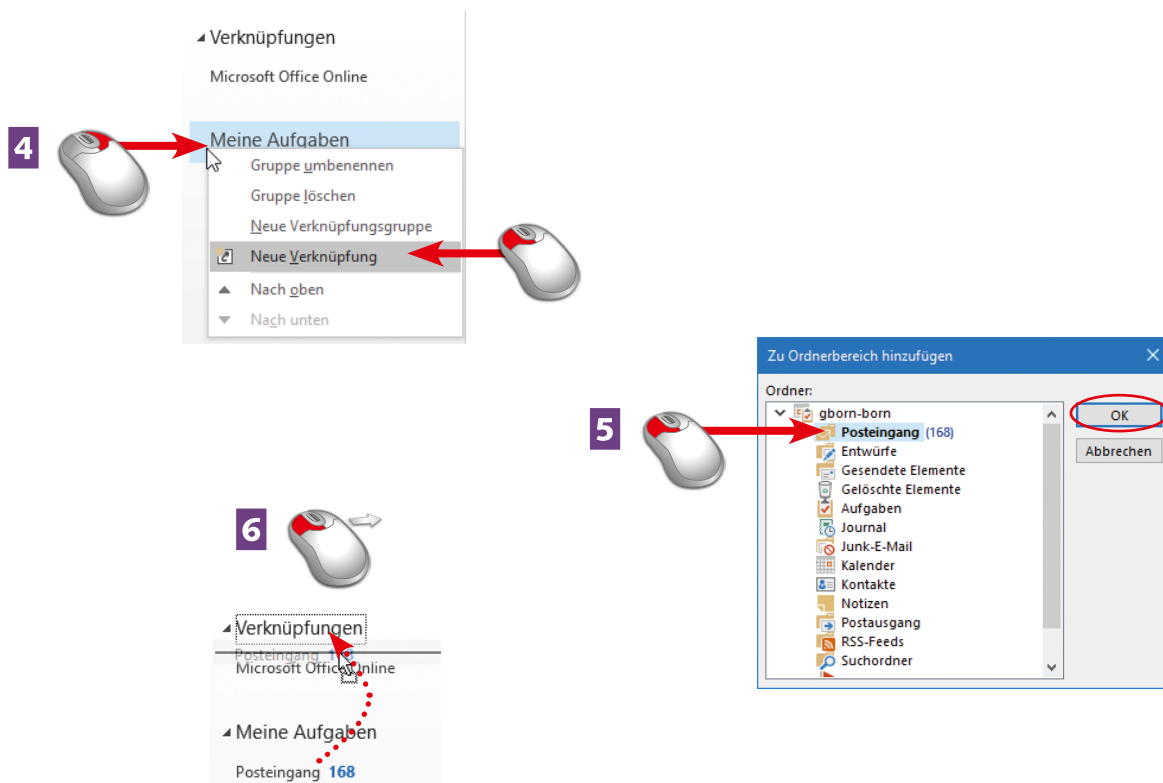 Verknüpfungen
Microsoft Office Online
4
Meine Aufgaben
Gruppe umbenennen
Gruppe löschen
Neue Verknüpfungsgruppe
Neue Verknüpfung
Nach oben
Nach unten
5
Zu Ordnerbereich hinzufügen
Ordner:
gborn-born
Posteingang (168)
Entwürfe
Gesendete Elemente
Gelöschte Elemente
Aufgaben
Journal
Junk-E-Mail
Kalender
Kontakte
Notizen
Postausgang
RSS-Feeds
Suchordner
OK
Abbrechen
6
Verknüpfungen
Posteingang 168
Microsoft Office Online
Meine Aufgaben
Posteingang 168